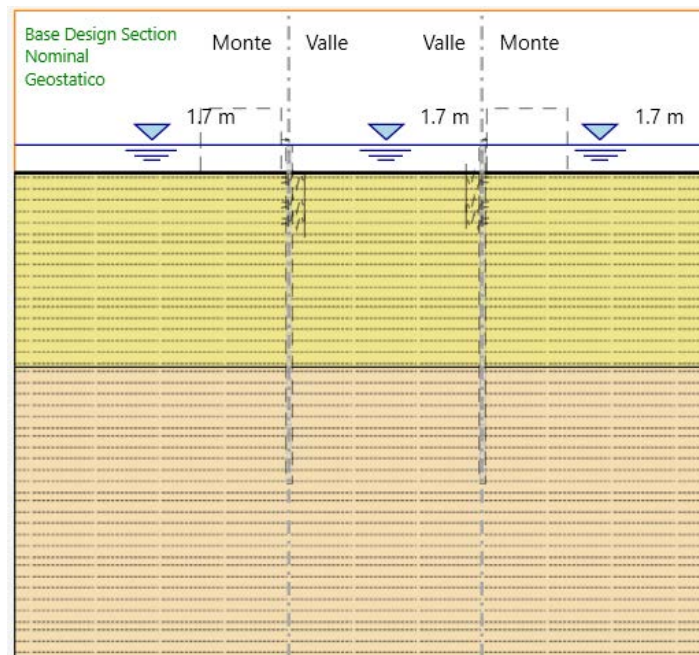 Base Design Section
Nominal
Geostatico
Monte
Valle
Valle
Monte
1.7 m
1.7 m
1.7 m